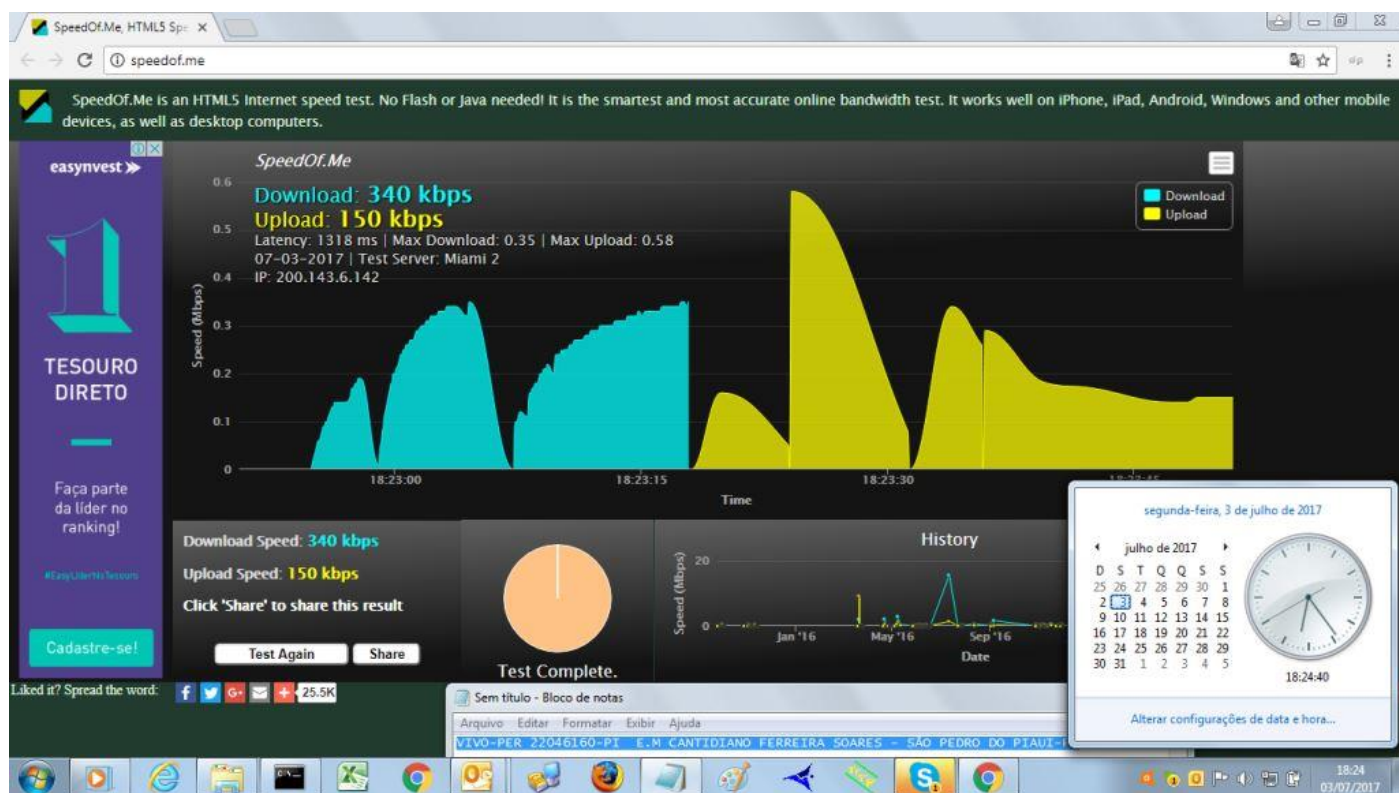 SpeedOf.Me, HTML5 Spe
speedof.me
SpeedOf.Me is an HTML5 Internet speed test. No Flash or Java needed! It is the smartest and most accurate online bandwidth test. It works well on iPhone, iPad, Android, Windows and other mobile
devices, as well as desktop computers.
easynvest
TESOURO
DIRETO
Faça parte
da líder no
ranking!
Cadastre-se!
SpeedOf.Me
Download: 340 kbps
Upload: 150 kbps
Latency: 1318 ms | Max Download: 0.35 | Max Upload: 0.58
07-03-2017 | Test Server: Miami 2
IP: 200.143.6.142
Download
Upload
Speed (Mbps)
0.6
0.5
0.4
0.3
0.2
0.1
0
18:23:00 18:23:15 18:23:30 18:23:45
Time
Download Speed: 340 kbps
Upload Speed: 150 kbps
Click 'Share' to share this result
Test Again Share
Test Complete.
History
Speed (Mbps)
20
0
Jan '16 May '16 Sep '16
Date
segunda-feira, 3 de julho de 2017
julho de 2017
D S T Q Q S S
25 26 27 28 29 30 1
2 3 4 5 6 7 8
9 10 11 12 13 14 15
16 17 18 19 20 21 22
23 24 25 26 27 28 29
30 31 1 2 3 4 5
18:24:40
Alterar configurações de data e hora...
Liked it? Spread the word:
25.5K
Sem título - Bloco de notas
Arquivo Editar Formatar Exibir Ajuda
VIVO-PER 22046160-PI E.M CANTIDIANO FERREIRA SOARES - SÃO PEDRO DO PIAUI-
18:24
03/07/2017